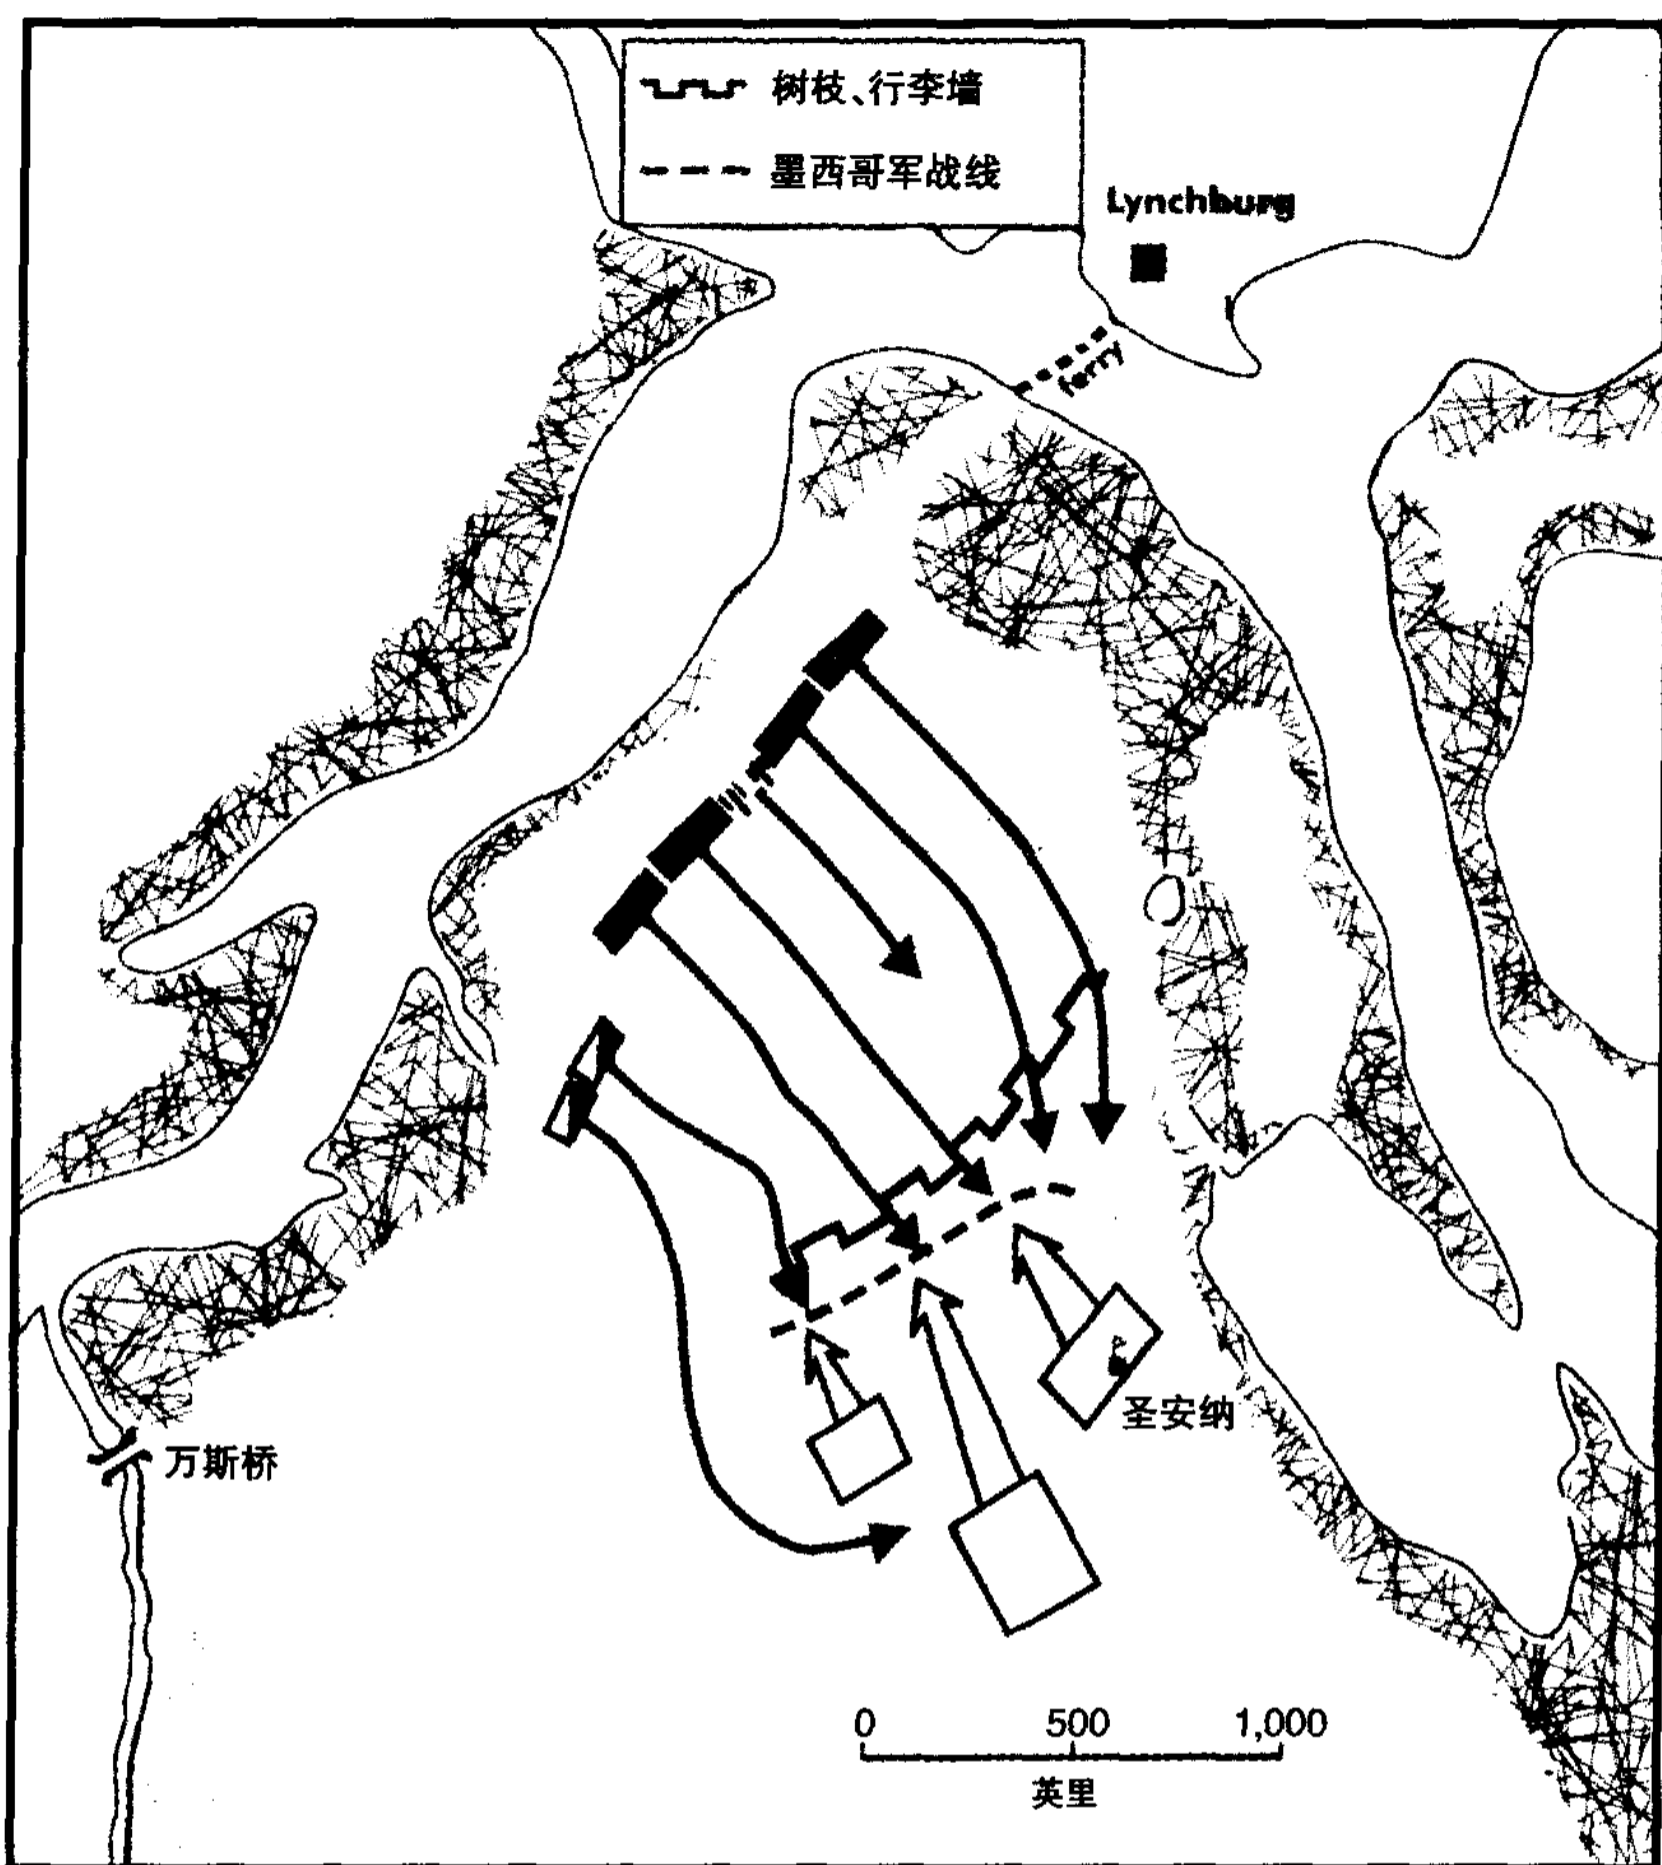 树枝、行李墙
墨西哥军战线
Lynchburg
ferry
圣安纳
万斯桥
0 500 1,000
英里